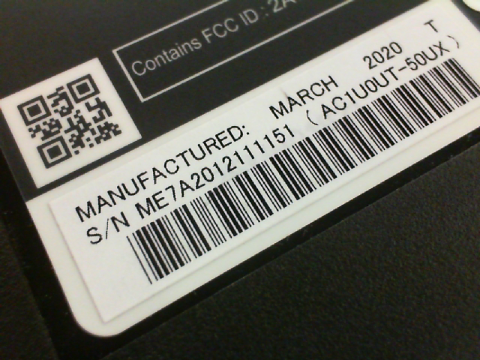 Contains FCC ID : 2A
MANUFACTURED: MARCH 2020 T
S/N ME7A2012111151 ( AC1U0UT-50UX )